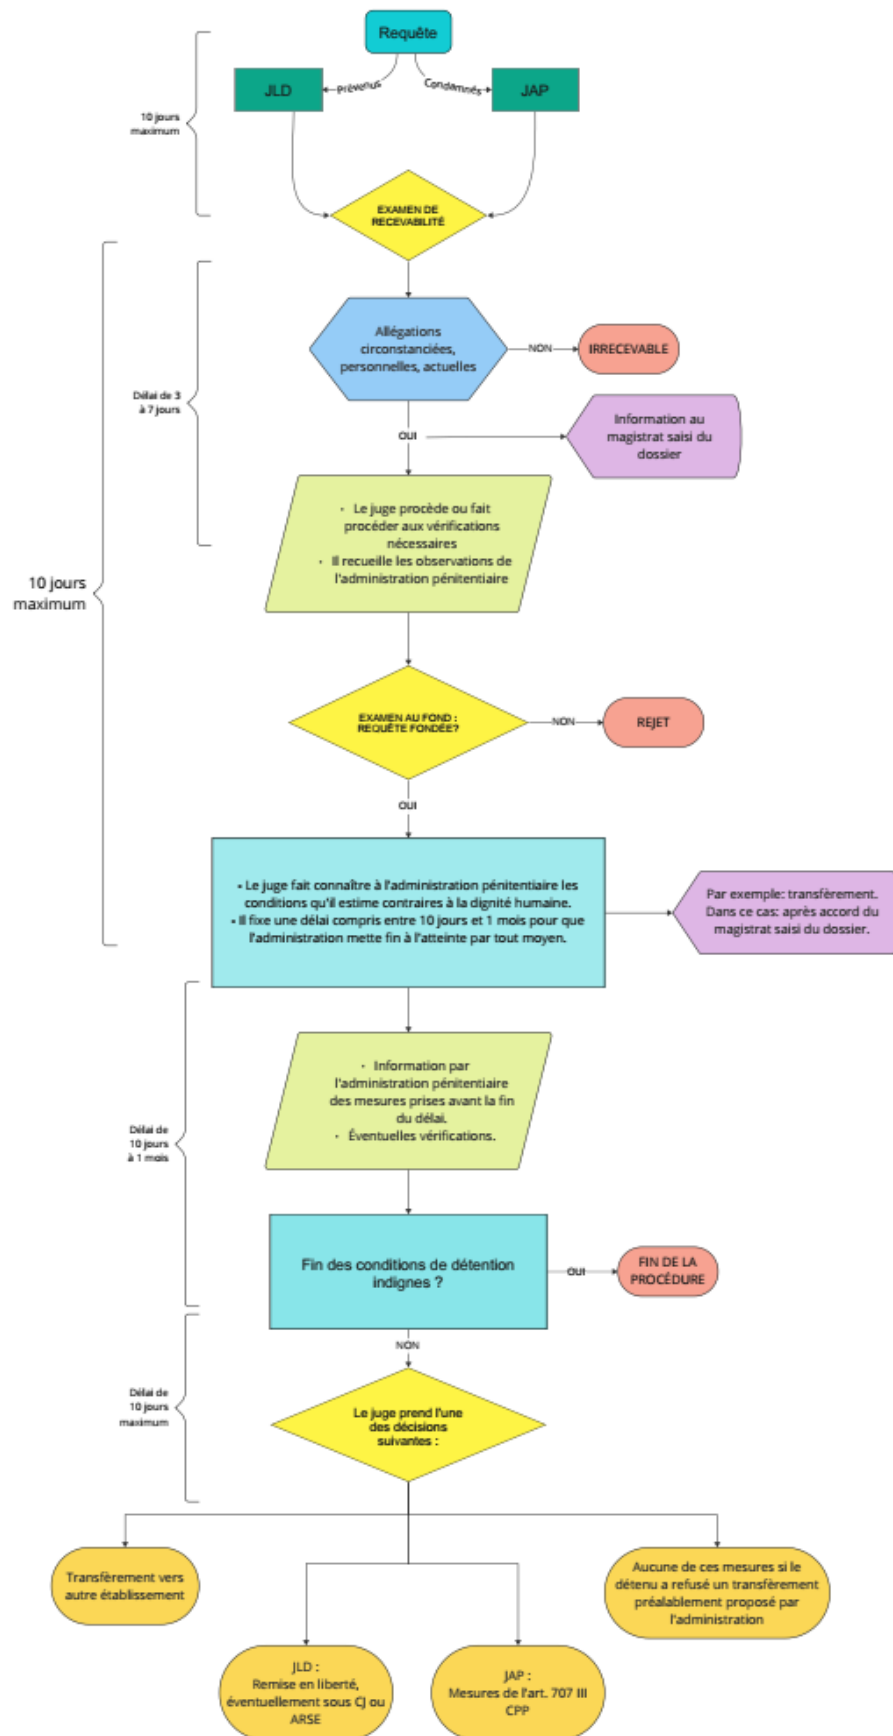 Requête
JLD
Prévenus
Condamnés
JAP
10 jours
maximum
EXAMEN DE
RECEVABILITÉ
Allégations
circonstanciées,
personnelles, actuelles
NON
IRRECEVABLE
Délai de 3
à 7 jours
OUI
Information au
magistrat saisi du
dossier
• Le juge procède ou fait
procéder aux vérifications
nécessaires
• Il recueille les observations de
l'administration pénitentiaire
10 jours
maximum
EXAMEN AU FOND :
REQUÊTE FONDÉE?
NON
REJET
OUI
• Le juge fait connaître à l'administration pénitentiaire les
conditions qu'il estime contraires à la dignité humaine.
• Il fixe une délai compris entre 10 jours et 1 mois pour que
l'administration mette fin à l'atteinte par tout moyen.
Par exemple: transfèrement.
Dans ce cas: après accord du
magistrat saisi du dossier.
• Information par
l'administration pénitentiaire
des mesures prises avant la fin
du délai.
• Éventuelles vérifications.
Délai de
10 jours
à 1 mois
Fin des conditions de détention
indignes ?
OUI
FIN DE LA
PROCÉDURE
NON
Délai de
10 jours
maximum
Le juge prend l'une
des décisions
suivantes :
Transfèrement vers
autre établissement
Aucune de ces mesures si le
détenu a refusé un transfèrement
préalablement proposé par
l'administration
JLD :
Remise en liberté,
éventuellement sous CJ ou
ARSE
JAP :
Mesures de l'art. 707 III
CPP